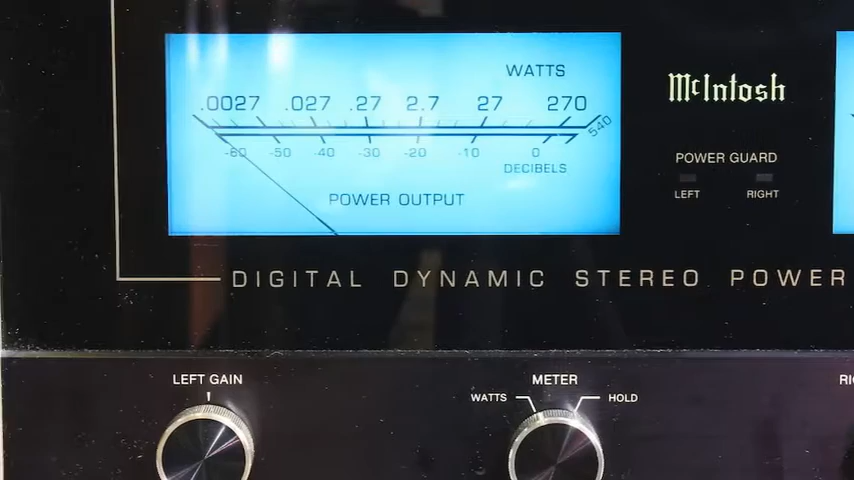 WATTS
.0027 .027 .27 2.7 27 270
540
-60 -50 -40 -30 -20 -10 0
DECIBELS
POWER OUTPUT
McIntosh
POWER GUARD
LEFT RIGHT
DIGITAL DYNAMIC STEREO POWER
LEFT GAIN
METER
WATTS HOLD